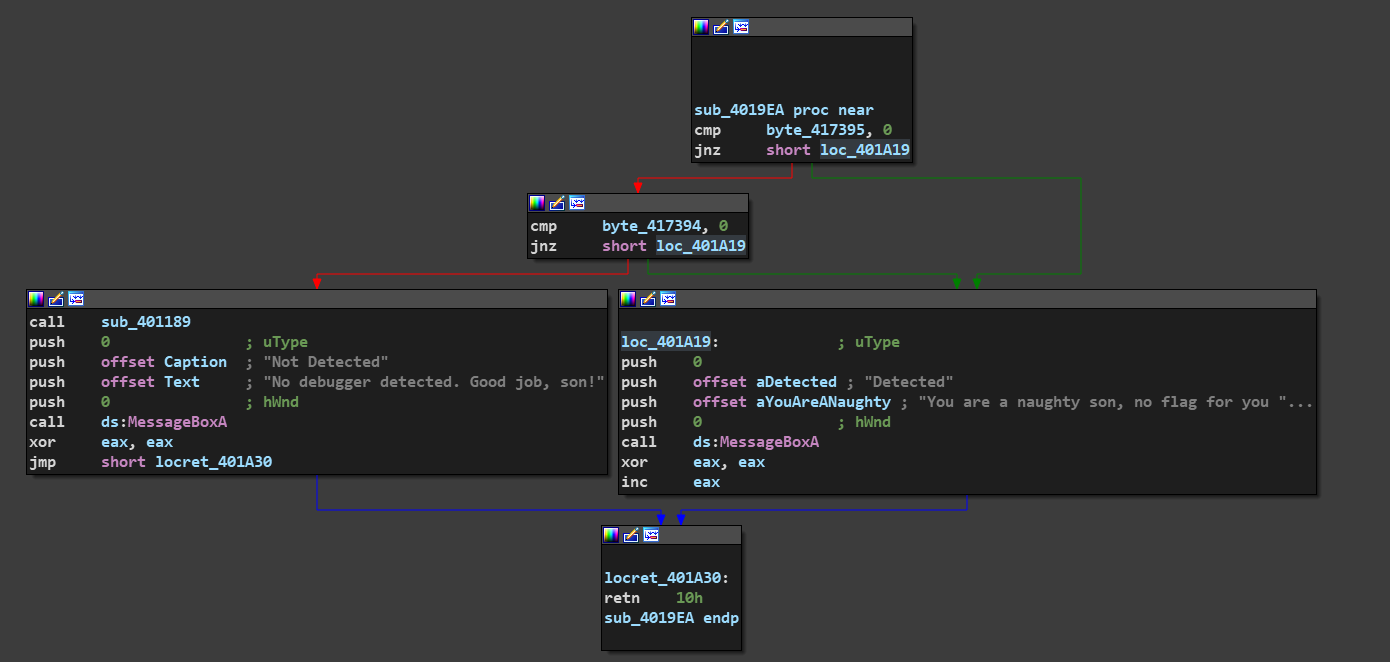 sub_4019EA proc near
cmp byte_417395, 0
jnz short loc_401A19
cmp byte_417394, 0
jnz short loc_401A19
call sub_401189
push 0 ; uType
push offset Caption ; "Not Detected"
push offset Text ; "No debugger detected. Good job, son!"
push 0 ; hWnd
call ds:MessageBoxA
xor eax, eax
jmp short locret_401A30
loc_401A19: ; uType
push 0
push offset aDetected ; "Detected"
push offset aYouAreANaughty ; "You are a naughty son, no flag for you "...
push 0 ; hWnd
call ds:MessageBoxA
xor eax, eax
inc eax
locret_401A30:
retn 10h
sub_4019EA endp